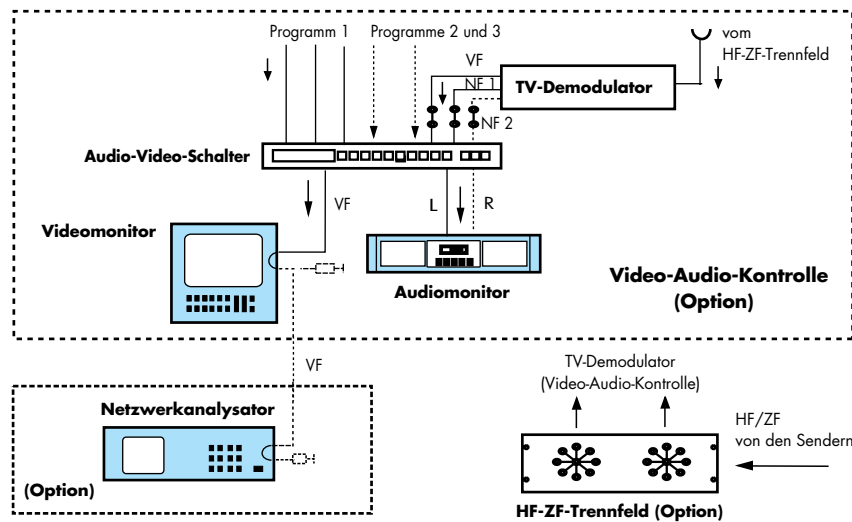 Programm 1
Programme 2 und 3
vom
HF-ZF-Trennfeld
VF
TV-Demodulator
NF 1
NF 2
Audio-Video-Schalter
VF
L
R
Videomonitor
Audiomonitor
Video-Audio-Kontrolle
(Option)
VF
TV-Demodulator
(Video-Audio-Kontrolle)
Netzwerkanalysator
HF/ZF
von den Sendern
(Option)
HF-ZF-Trennfeld (Option)